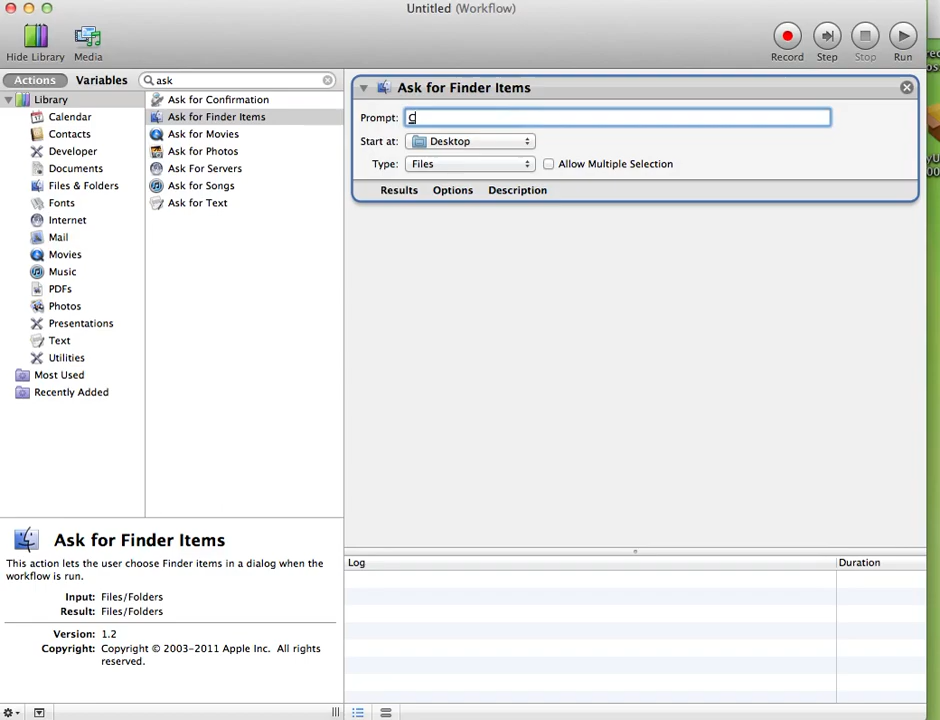 Untitled (Workflow)
Hide Library
Media
Record
Step
Stop
Run
Actions
Variables
ask
Library
Calendar
Contacts
Developer
Documents
Files & Folders
Fonts
Internet
Mail
Movies
Music
PDFs
Photos
Presentations
Text
Utilities
Most Used
Recently Added
Ask for Confirmation
Ask for Finder Items
Ask for Movies
Ask for Photos
Ask For Servers
Ask for Songs
Ask for Text
Ask for Finder Items
Prompt: C
Start at: Desktop
Type: Files
Allow Multiple Selection
Results Options Description
Ask for Finder Items
This action lets the user choose Finder items in a dialog when the
workflow is run.
Input: Files/Folders
Result: Files/Folders
Version: 1.2
Copyright: Copyright © 2003-2011 Apple Inc. All rights
reserved.
Log
Duration